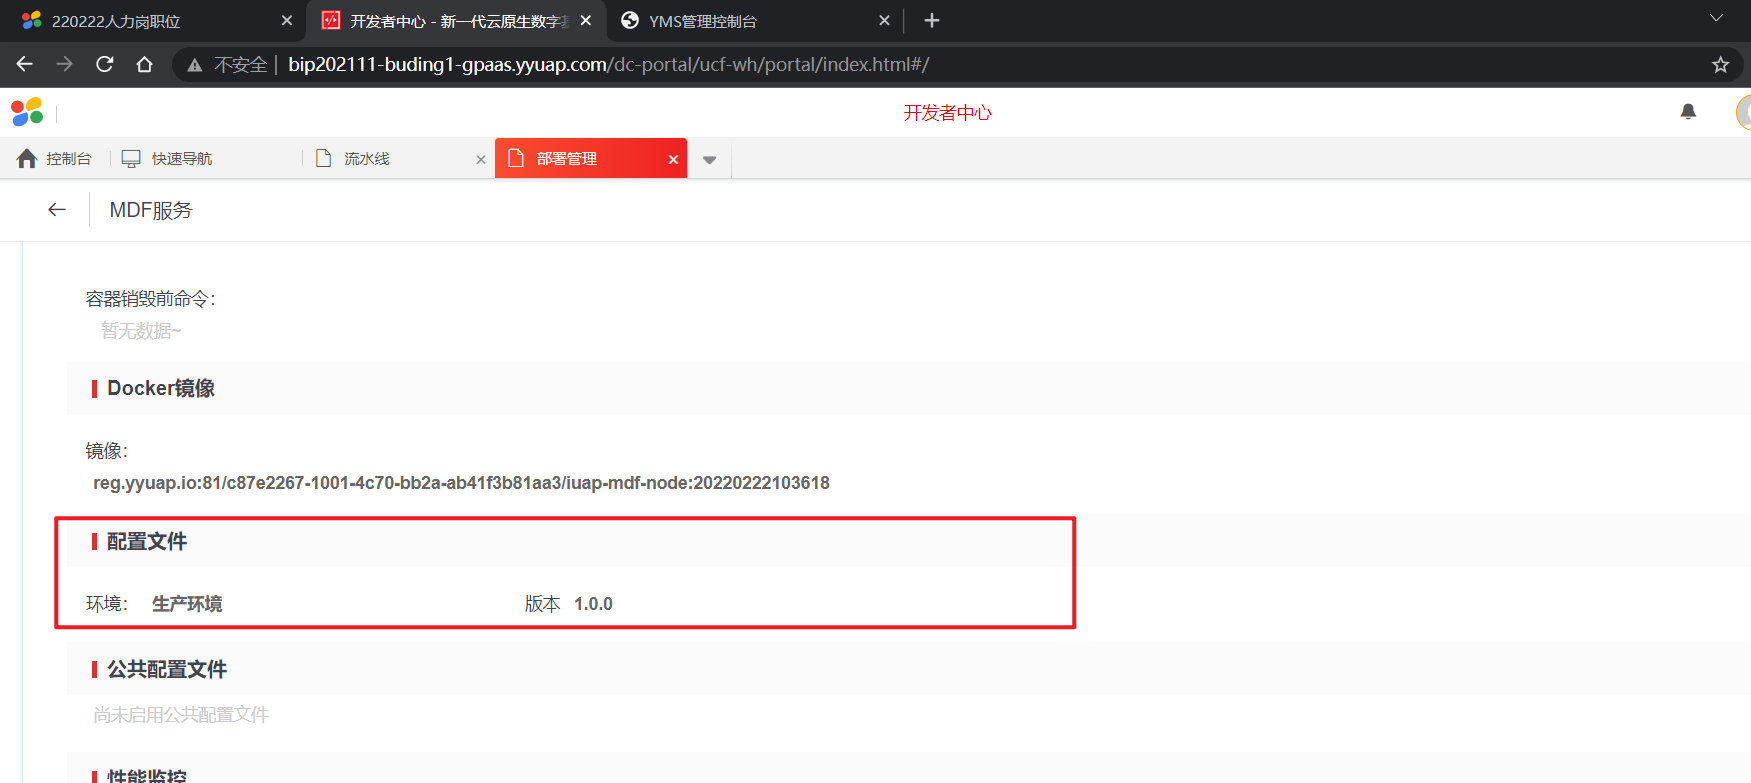 220222人力岗职位
开发者中心 - 新一代云原生数字
YMS管理控制台
不安全 bip202111-buding1-gpaas.yyuap.com/dc-portal/ucf-wh/portal/index.html#/
开发者中心
控制台 快速导航 流水线 部署管理
MDF服务
容器销毁前命令:
暂无数据~
Docker镜像
镜像:
reg.yyuap.io:81/c87e2267-1001-4c70-bb2a-ab41f3b81aa3/iuap-mdf-node:20220222103618
配置文件
环境: 生产环境 版本 1.0.0
公共配置文件
尚未启用公共配置文件
性能监控